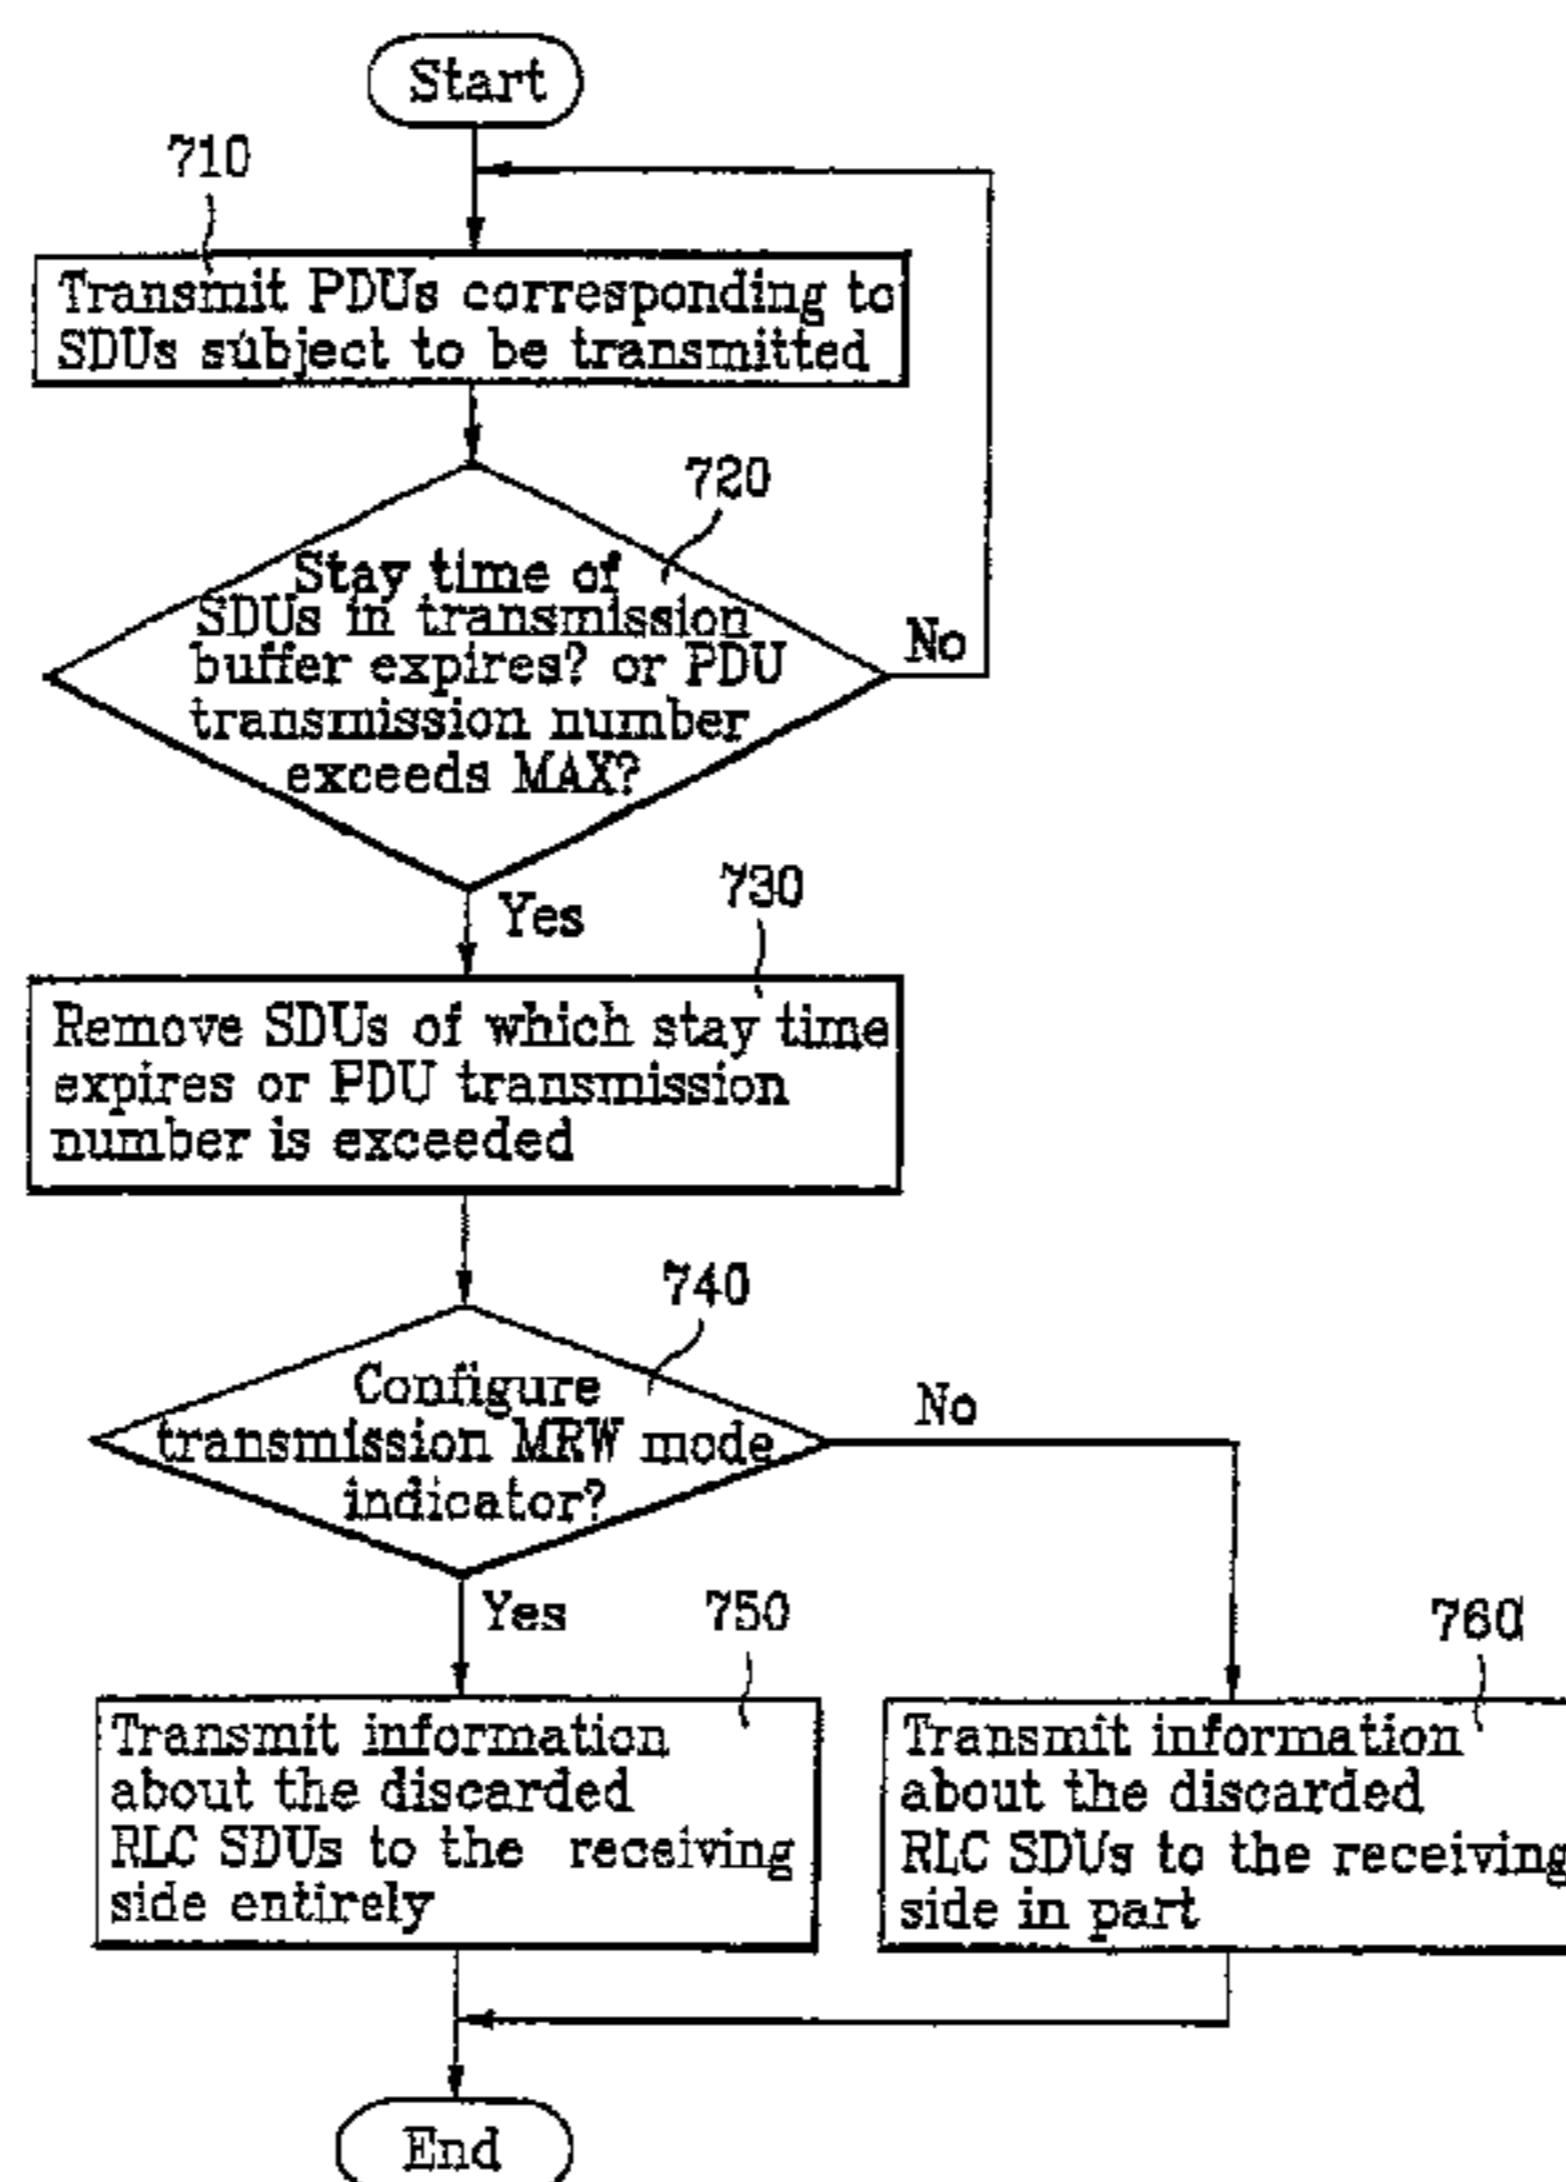 Start
710
Transmit PDUs corresponding to
SDUs subject to be transmitted
720
Stay time of
SDUs in transmission
buffer expires? or PDU
transmission number
exceeds MAX?
No
Yes
730
Remove SDUs of which stay time
expires or PDU transmission
number is exceeded
740
Configure
transmission MRW mode
indicator?
No
Yes
750
Transmit information
about the discarded
RLC SDUs to the receiving
side entirely
760
Transmit information
about the discarded
RLC SDUs to the receiving
side in part
End